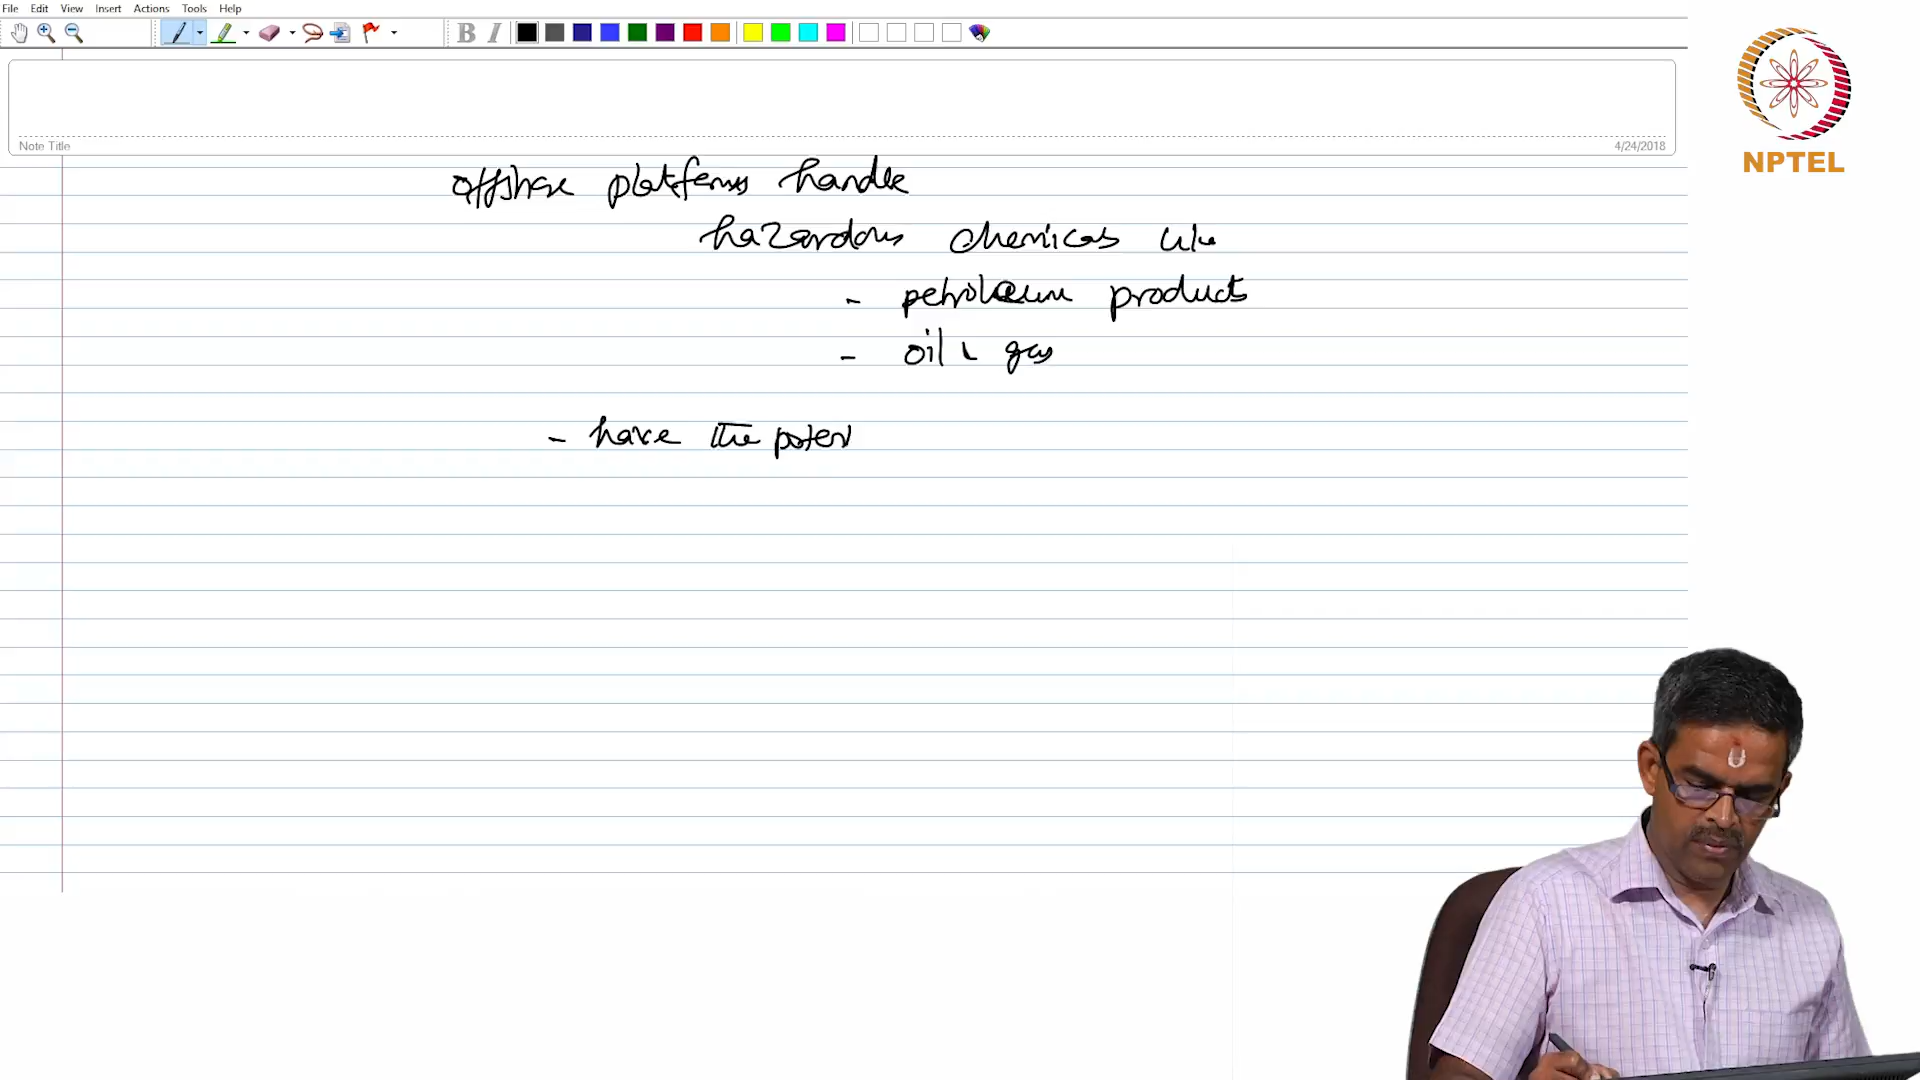 File Edit View Insert Actions Tools Help
B I
Note Title 4/24/2018
NPTEL
offshore platforms handle
hazardous chemicals like
- petroleum products
- oil & gas
- have the poten